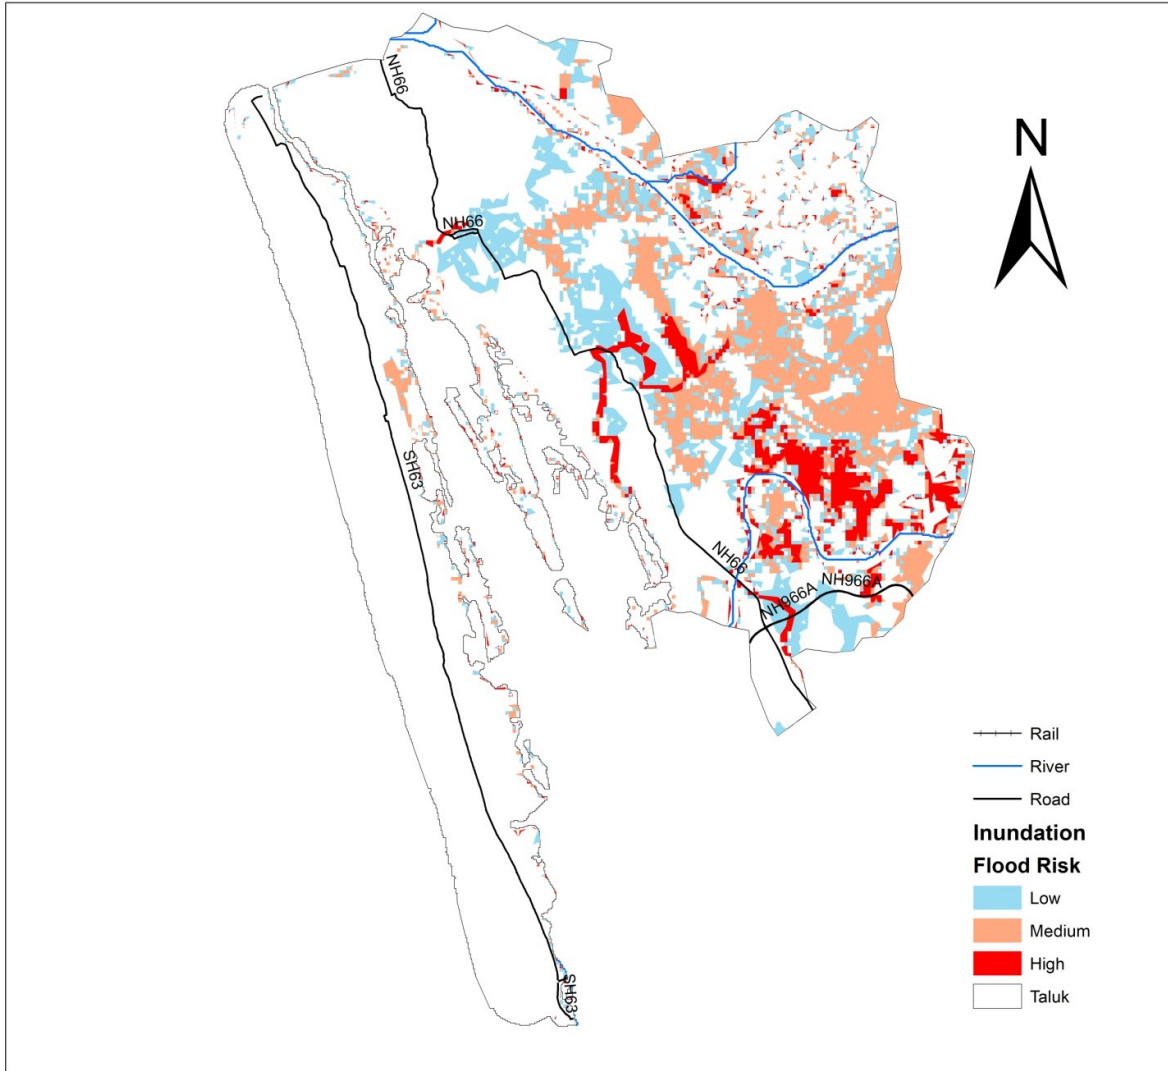 NH66
N
NH66
SH63
NH66
NH966A
NH966A
SH63
Rail
River
Road
Inundation
Flood Risk
Low
Medium
High
Taluk